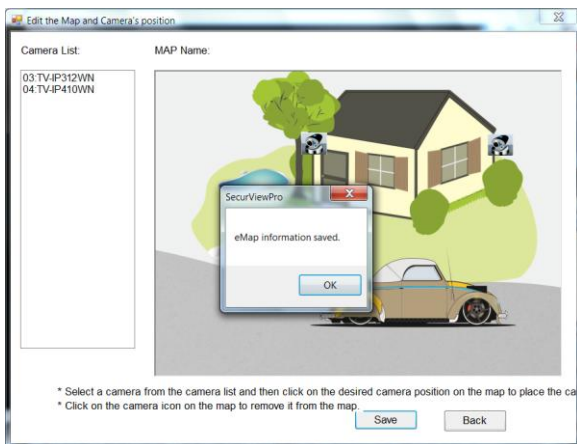 Edit the Map and Camera's position
Camera List:
MAP Name:
03:TV-IP312WN
04:TV-IP410WN
SecurViewPro
eMap information saved.
OK
* Select a camera from the camera list and then click on the desired camera position on the map to place the ca
* Click on the camera icon on the map to remove it from the map.
Save
Back